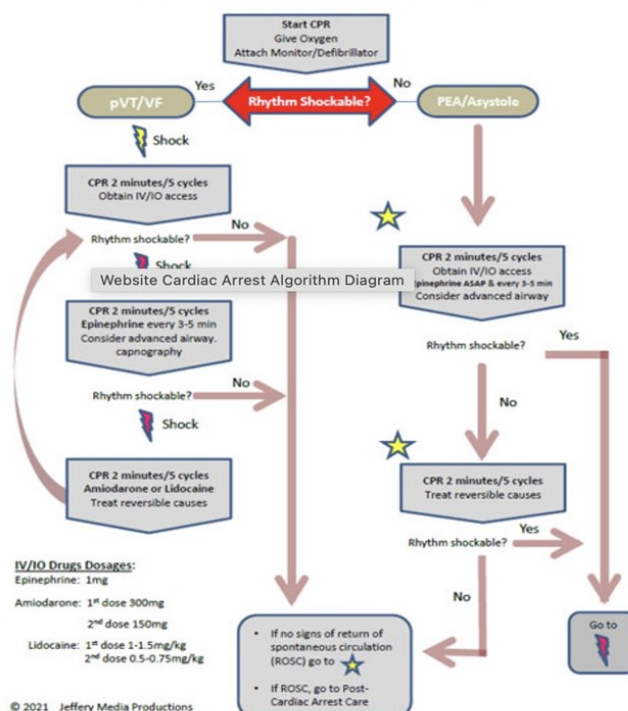 Start CPR
Give Oxygen
Attach Monitor/Defibrillator
Yes
No
pVT/VF
Rhythm Shockable?
PEA/Asystole
Shock
CPR 2 minutes/5 cycles
Obtain IV/IO access
No
Rhythm shockable?
Shock
Website Cardiac Arrest Algorithm Diagram
CPR 2 minutes/5 cycles
Epinephrine every 3-5 min
Consider advanced airway.
capnography
No
Rhythm shockable?
Shock
CPR 2 minutes/5 cycles
Amiodarone or Lidocaine
Treat reversible causes
CPR 2 minutes/5 cycles
Obtain IV/IO access
Epinephrine ASAP & every 3-5 min
Consider advanced airway
Yes
Rhythm shockable?
No
CPR 2 minutes/5 cycles
Treat reversible causes
Yes
Rhythm shockable?
No
IV/IO Drugs Dosages:
Epinephrine: 1mg
Amiodarone: 1st dose 300mg
2nd dose 150mg
Lidocaine: 1st dose 1-1.5mg/kg
2nd dose 0.5-0.75mg/kg
• If no signs of return of
spontaneous circulation
(ROSC) go to
• If ROSC, go to Post-
Cardiac Arrest Care
Go to
© 2021 Jeffery Media Productions